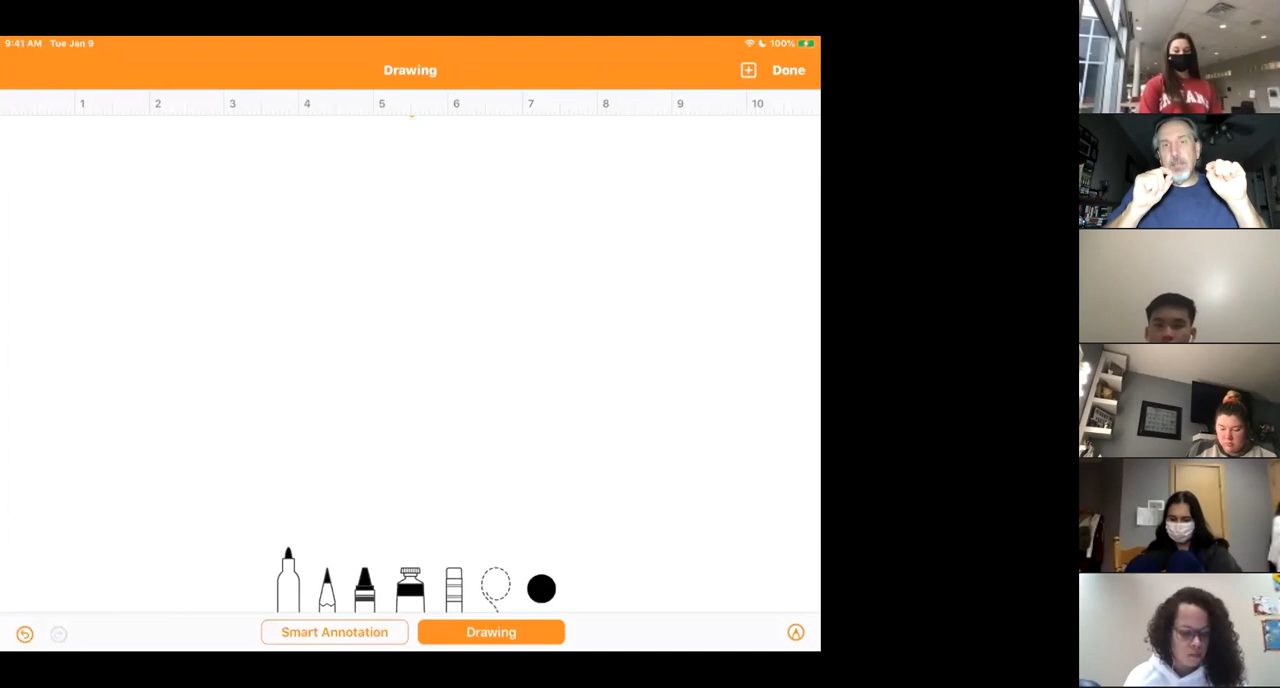 9:41 AM Tue Jan 9
100%
Drawing
Done
1 2 3 4 5 6 7 8 9 10
Smart Annotation
Drawing